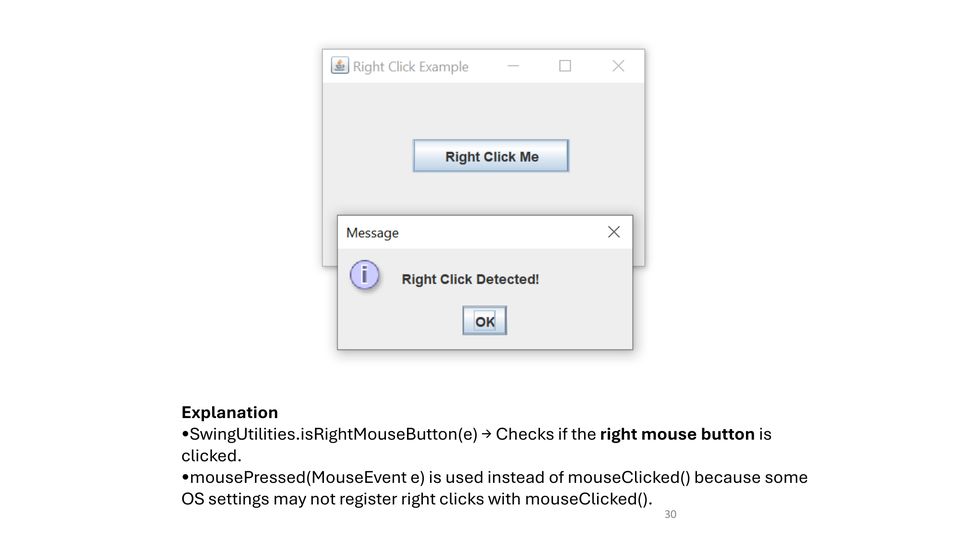 Right Click Example
Right Click Me
Message
Right Click Detected!
OK
Explanation
•SwingUtilities.isRightMouseButton(e) → Checks if the right mouse button is
clicked.
•mousePressed(MouseEvent e) is used instead of mouseClicked() because some
OS settings may not register right clicks with mouseClicked().
30